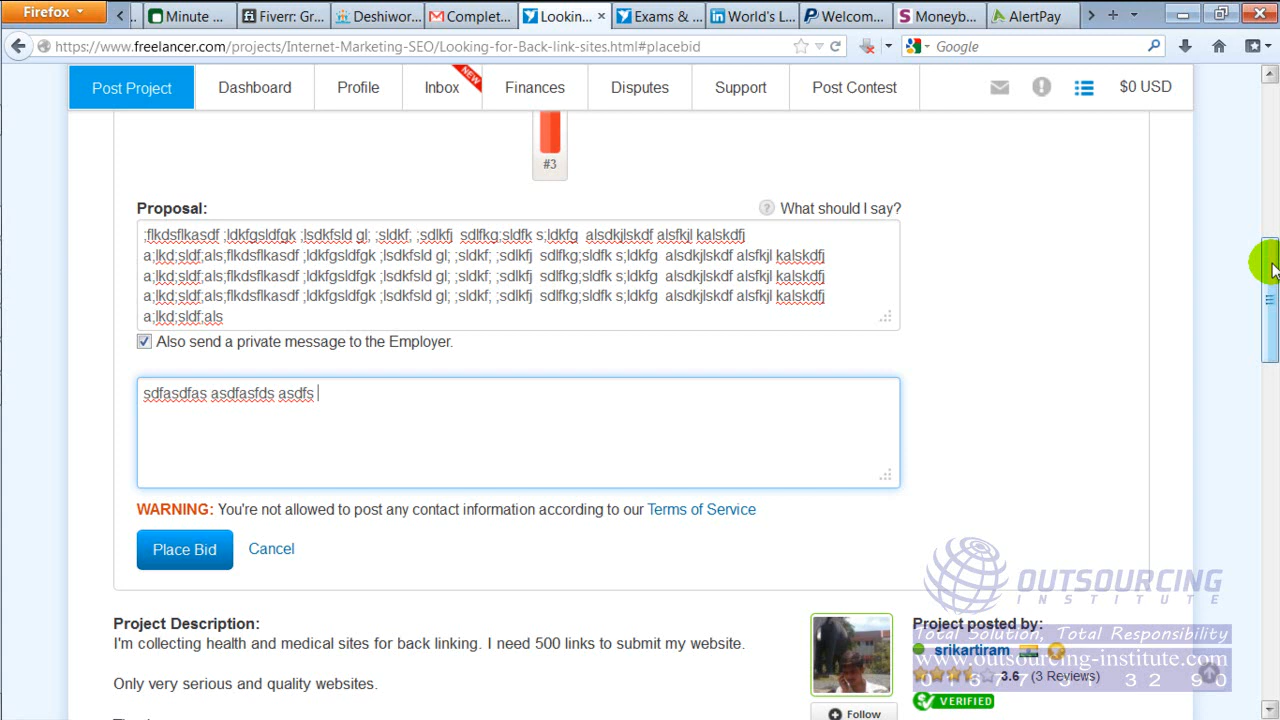 Firefox
Minute ...
Fiverr: Gr...
Deshiwor...
Complet...
Lookin...
Exams & ...
World's L...
Welcom...
Moneyb...
AlertPay
https://www.freelancer.com/projects/Internet-Marketing-SEO/Looking-for-Back-link-sites.html#placebid
Google
Post Project
Dashboard
Profile
Inbox
NEW
Finances
Disputes
Support
Post Contest
$0 USD
#3
Proposal:
What should I say?
;flkdsflkasdf ;ldkfgsldfgk ;lsdkfsld gl; ;sldkf; ;sdlkfj sdlfkg;sldfk s;ldkfg alsdkjlskdf alsfkjl kalskdfj
a;lkd;sldf;als;flkdsflkasdf ;ldkfgsldfgk ;lsdkfsld gl; ;sldkf; ;sdlkfj sdlfkg;sldfk s;ldkfg alsdkjlskdf alsfkjl kalskdfj
a;lkd;sldf;als;flkdsflkasdf ;ldkfgsldfgk ;lsdkfsld gl; ;sldkf; ;sdlkfj sdlfkg;sldfk s;ldkfg alsdkjlskdf alsfkjl kalskdfj
a;lkd;sldf;als;flkdsflkasdf ;ldkfgsldfgk ;lsdkfsld gl; ;sldkf; ;sdlkfj sdlfkg;sldfk s;ldkfg alsdkjlskdf alsfkjl kalskdfj
a;lkd;sldf;als
Also send a private message to the Employer.
sdfasdfas asdfasfds asdfs
WARNING: You're not allowed to post any contact information according to our Terms of Service
Place Bid
Cancel
OUTSOURCING
INSTITUTE
Project Description:
I'm collecting health and medical sites for back linking. I need 500 links to submit my website.
Only very serious and quality websites.
Project posted by:
Total Solution, Total Responsibility
srikartiram
www.outsourcing-institute.com
3.6 (3 Reviews)
VERIFIED
Follow